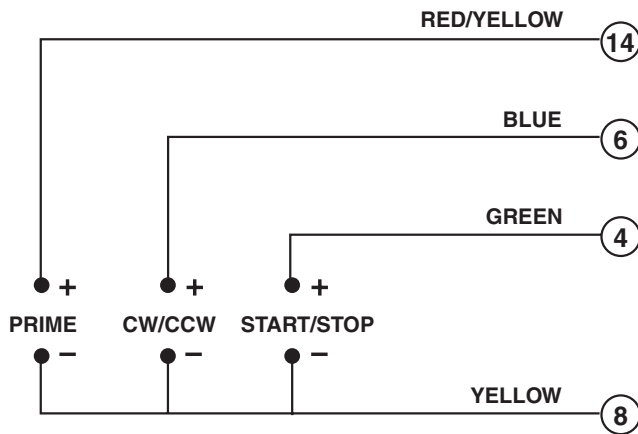 RED/YELLOW
14
BLUE
6
GREEN
4
+ + +
PRIME CW/CCW START/STOP
− − −
YELLOW
8